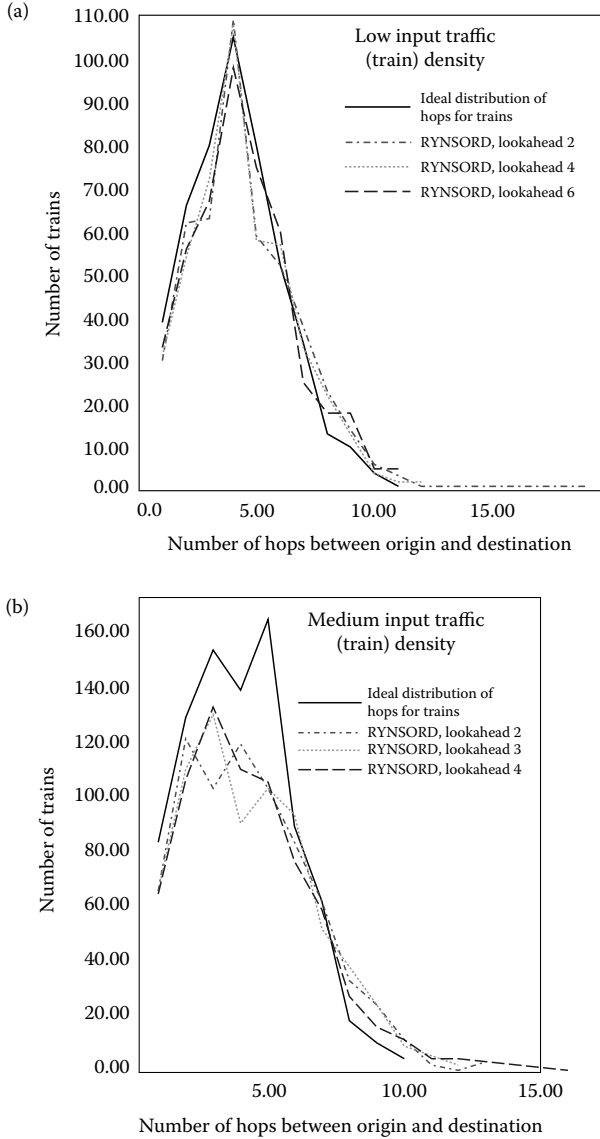 (a)
110.00
100.00
90.00
80.00
70.00
60.00
50.00
40.00
30.00
20.00
10.00
0.00
Number of trains
Low input traffic
(train) density
Ideal distribution of
hops for trains
RYNSORD, lookahead 2
RYNSORD, lookahead 4
RYNSORD, lookahead 6
0.0 5.00 10.00 15.00
Number of hops between origin and destination
(b)
160.00
140.00
120.00
100.00
80.00
60.00
40.00
20.00
0.00
Number of trains
Medium input traffic
(train) density
Ideal distribution of
hops for trains
RYNSORD, lookahead 2
RYNSORD, lookahead 3
RYNSORD, lookahead 4
5.00 10.00 15.00
Number of hops between origin and destination